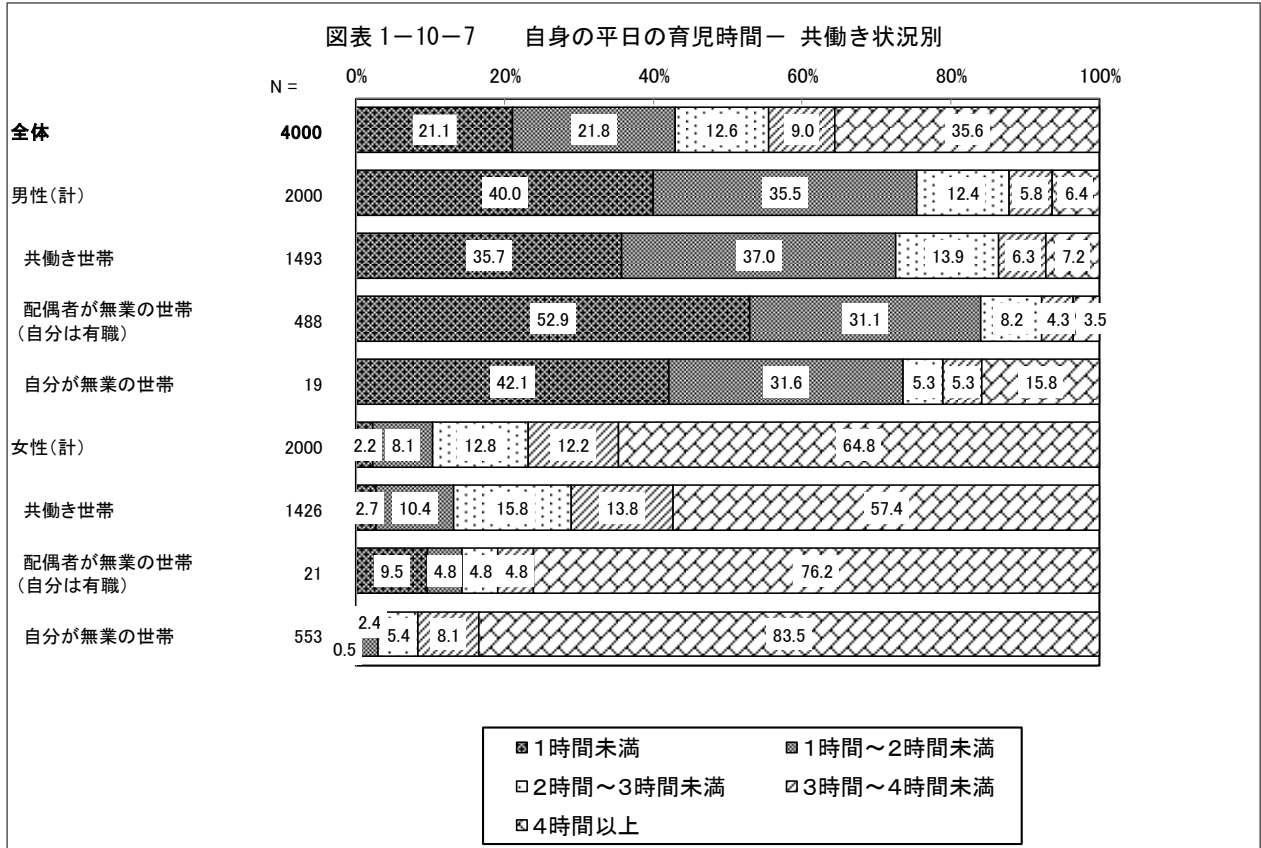 図表 1－10－7　　自身の平日の育児時間－ 共働き状況別
N =
0% 20% 40% 60% 80% 100%
全体 4000 21.1 21.8 12.6 9.0 35.6
男性（計） 2000 40.0 35.5 12.4 5.8 6.4
共働き世帯 1493 35.7 37.0 13.9 6.3 7.2
配偶者が無業の世帯
（自分は有職） 488 52.9 31.1 8.2 4.3 3.5
自分が無業の世帯 19 42.1 31.6 5.3 5.3 15.8
女性（計） 2000 2.2 8.1 12.8 12.2 64.8
共働き世帯 1426 2.7 10.4 15.8 13.8 57.4
配偶者が無業の世帯
（自分は有職） 21 9.5 4.8 4.8 4.8 76.2
自分が無業の世帯 553 0.5 2.4 5.4 8.1 83.5
1時間未満 1時間～2時間未満
2時間～3時間未満 3時間～4時間未満
4時間以上